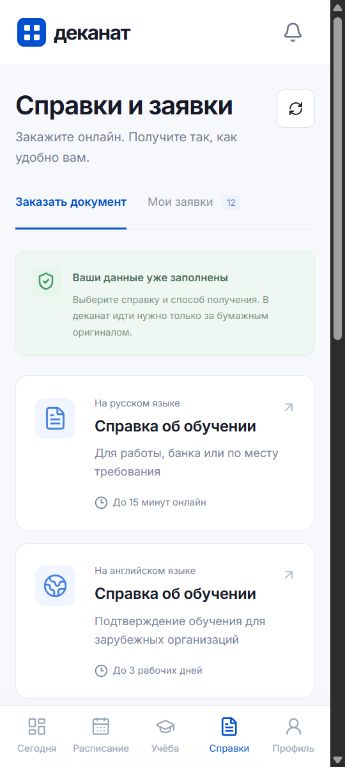 деканат
Справки и заявки
Закажите онлайн. Получите так, как
удобно вам.
Заказать документ
Мои заявки 12
Ваши данные уже заполнены
Выберите справку и способ получения. В
деканат идти нужно только за бумажным
оригиналом.
На русском языке
Справка об обучении
Для работы, банка или по месту
требования
До 15 минут онлайн
На английском языке
Справка об обучении
Подтверждение обучения для
зарубежных организаций
До 3 рабочих дней
Сегодня
Расписание
Учёба
Справки
Профиль